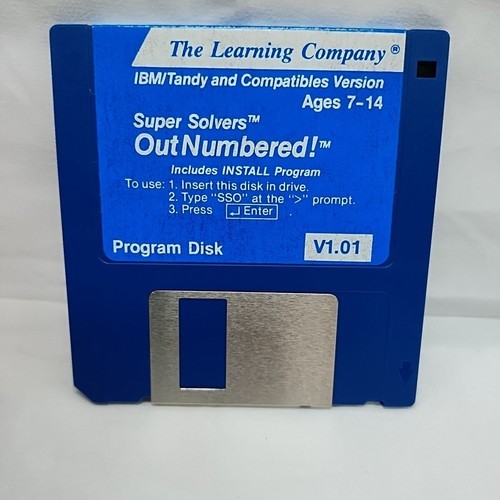 The Learning Company®
IBM/Tandy and Compatibles Version
Ages 7-14
Super Solvers™
OutNumbered!™
Includes INSTALL Program
To use: 1. Insert this disk in drive.
2. Type "SSO" at the ">" prompt.
3. Press ↵ Enter .
Program Disk V1.01